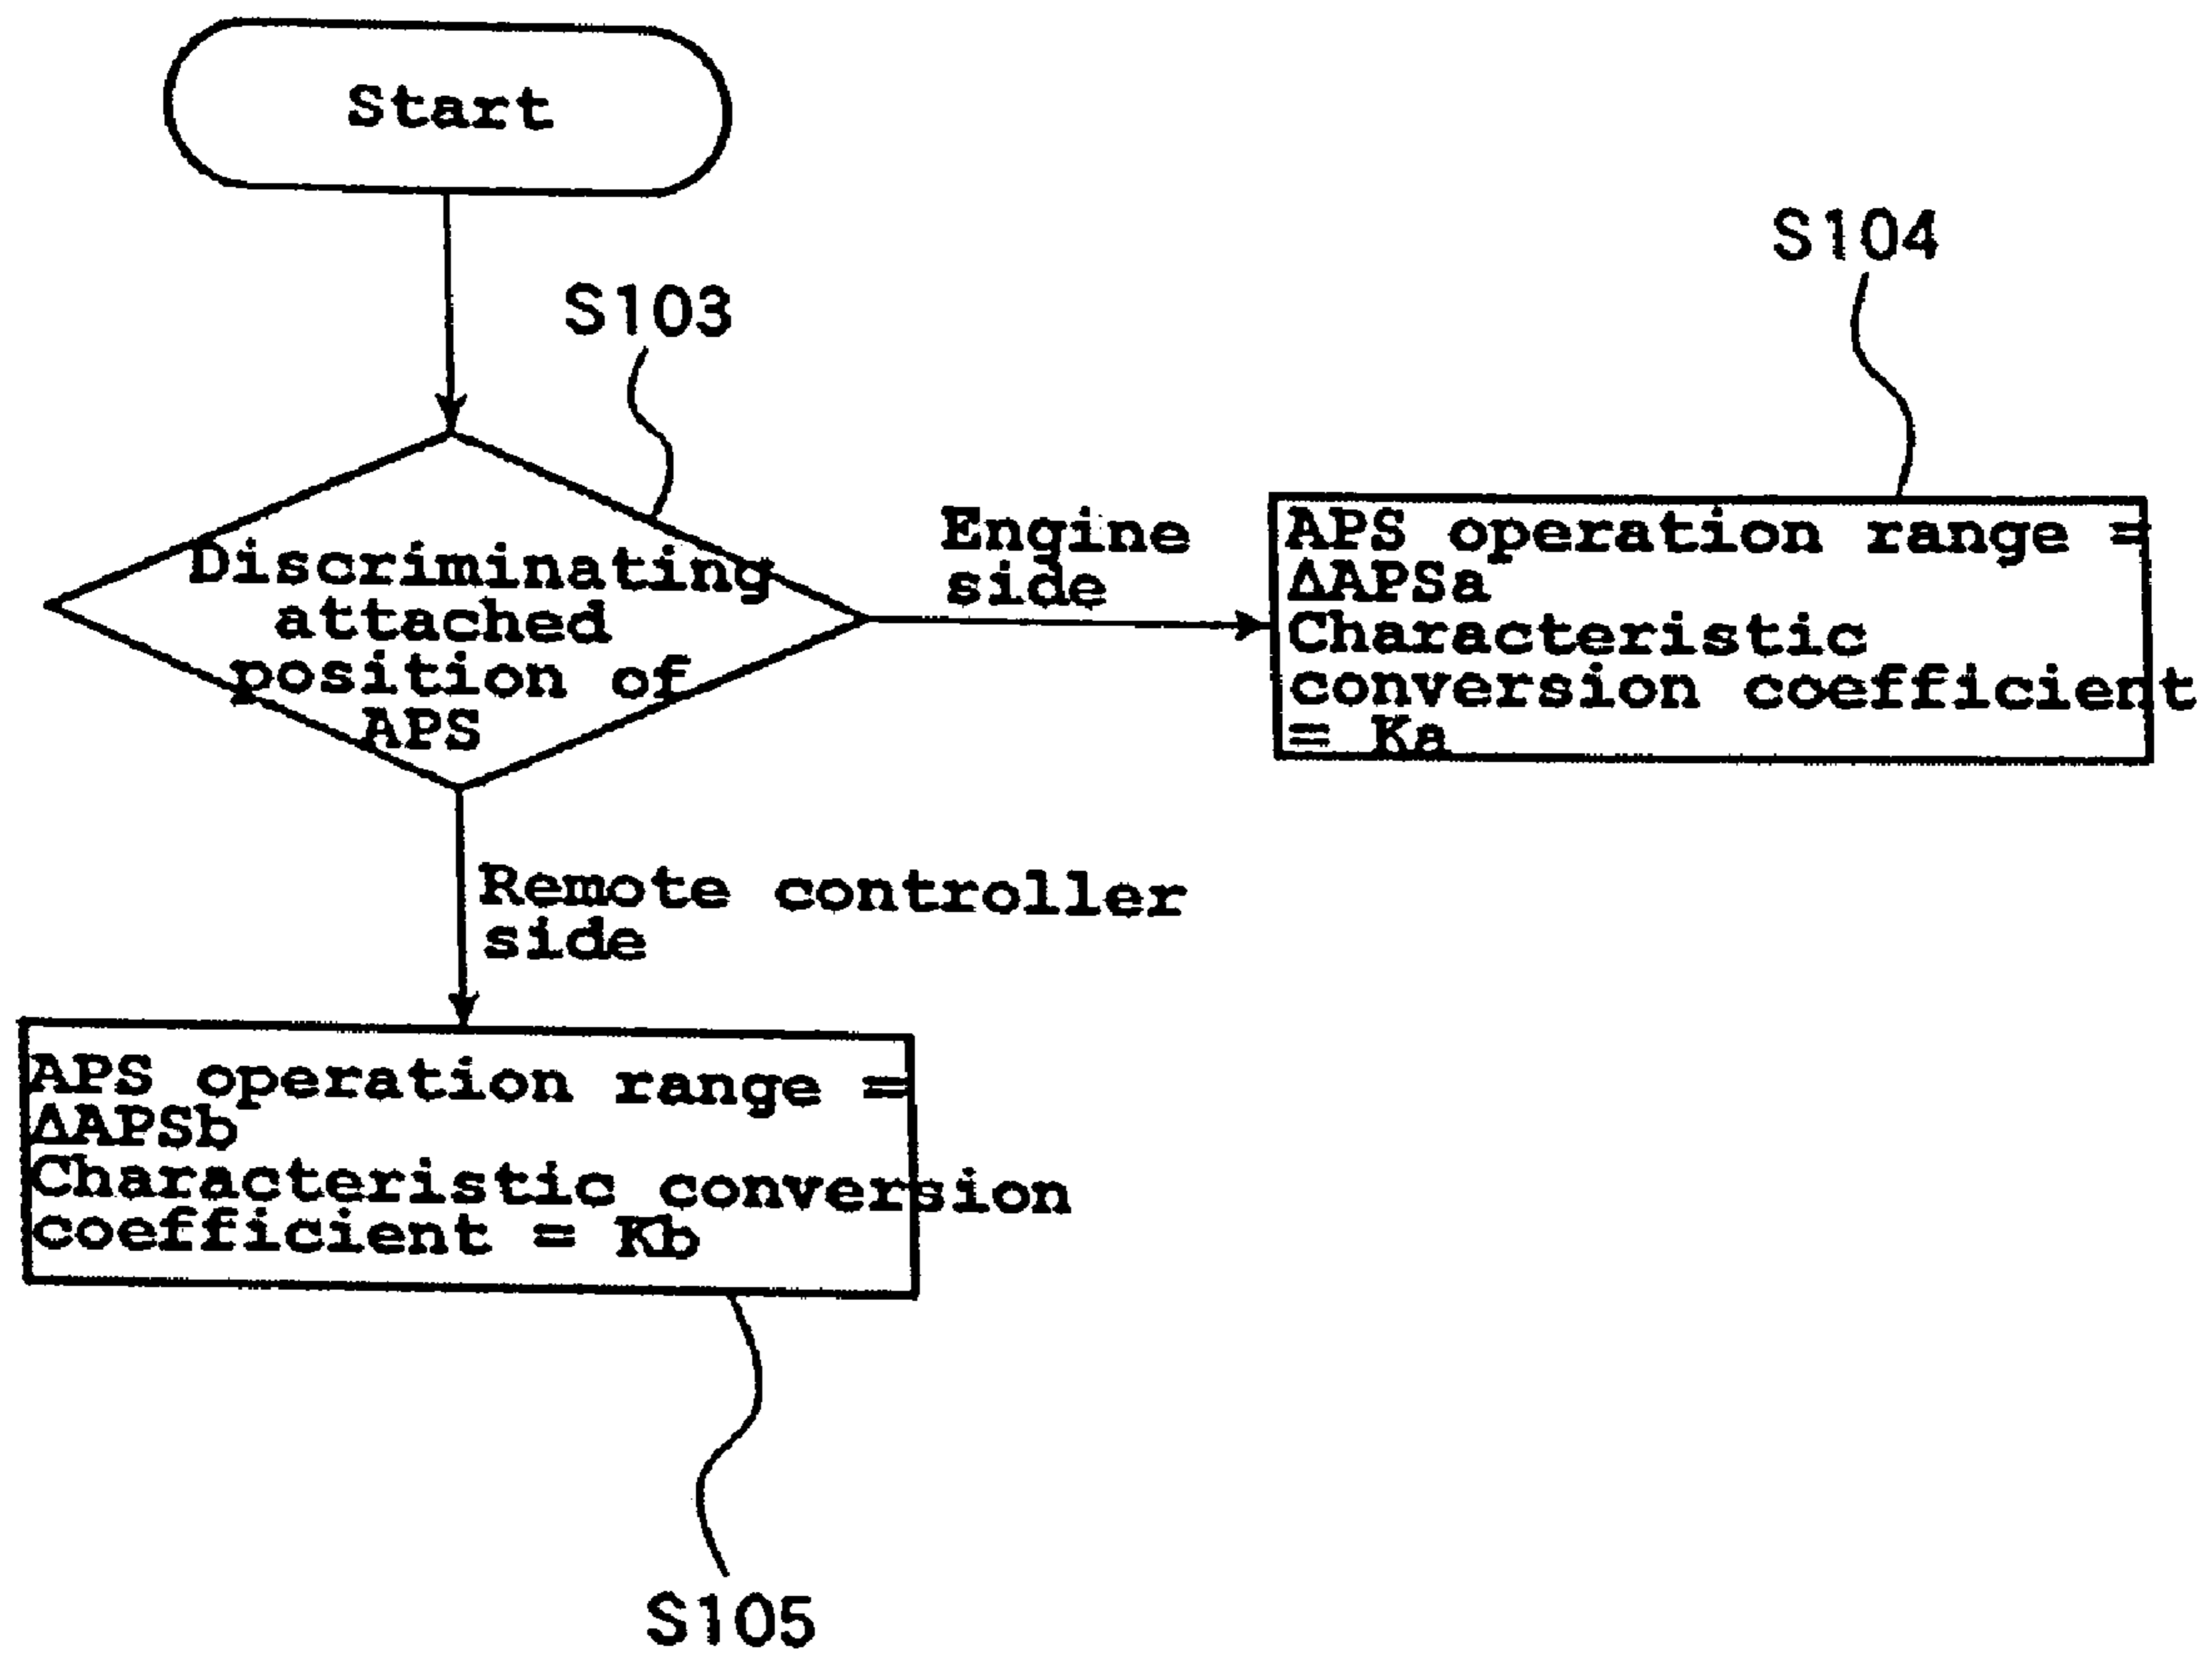 Start
S103
S104
Discriminating
attached
position of
APS
Engine
side
APS operation range =
ΔAPSa
Characteristic
conversion coefficient
= Ka
Remote controller
side
APS operation range =
ΔAPSb
Characteristic conversion
coefficient = Kb
S105